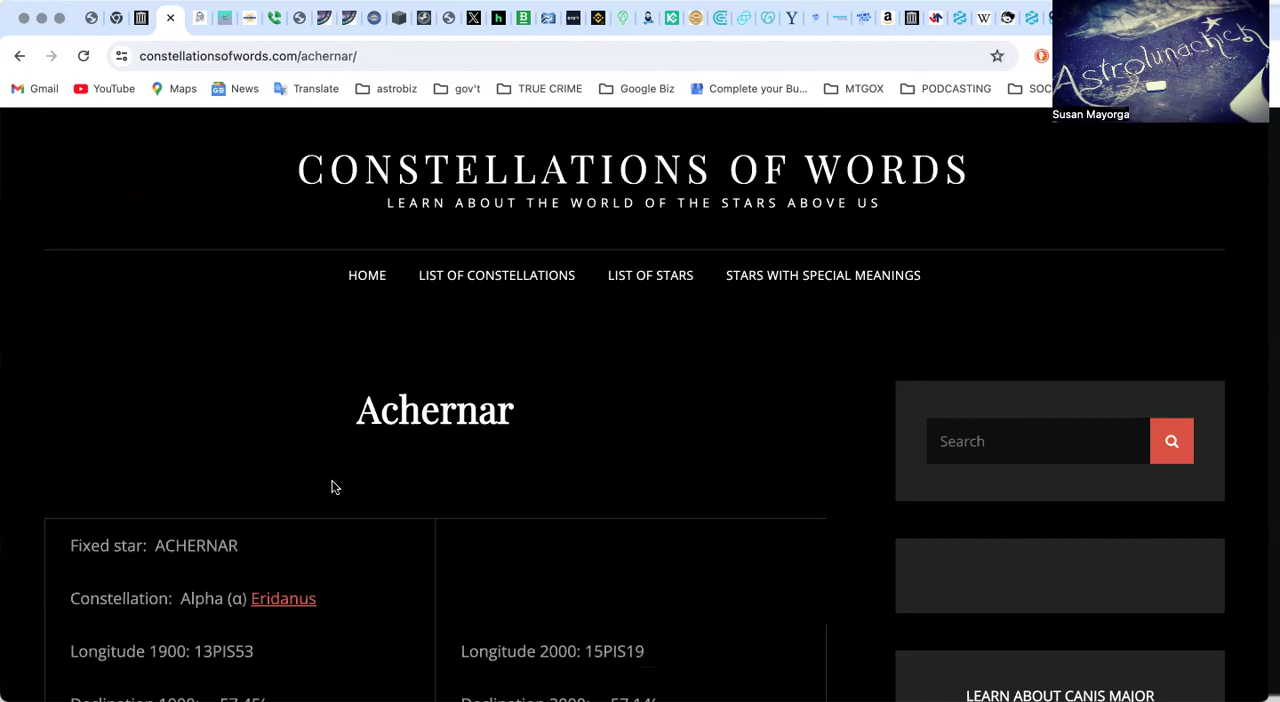 constellationsofwords.com/achernar/
Astrolunachick
Gmail YouTube Maps News Translate astrobiz gov't TRUE CRIME Google Biz Complete your Bu... MTGOX PODCASTING SOC
Susan Mayorga
CONSTELLATIONS OF WORDS
LEARN ABOUT THE WORLD OF THE STARS ABOVE US
HOME LIST OF CONSTELLATIONS LIST OF STARS STARS WITH SPECIAL MEANINGS
Achernar
Search
Fixed star: ACHERNAR
Constellation: Alpha (α) Eridanus
Longitude 1900: 13PIS53 Longitude 2000: 15PIS19
LEARN ABOUT CANIS MAJOR